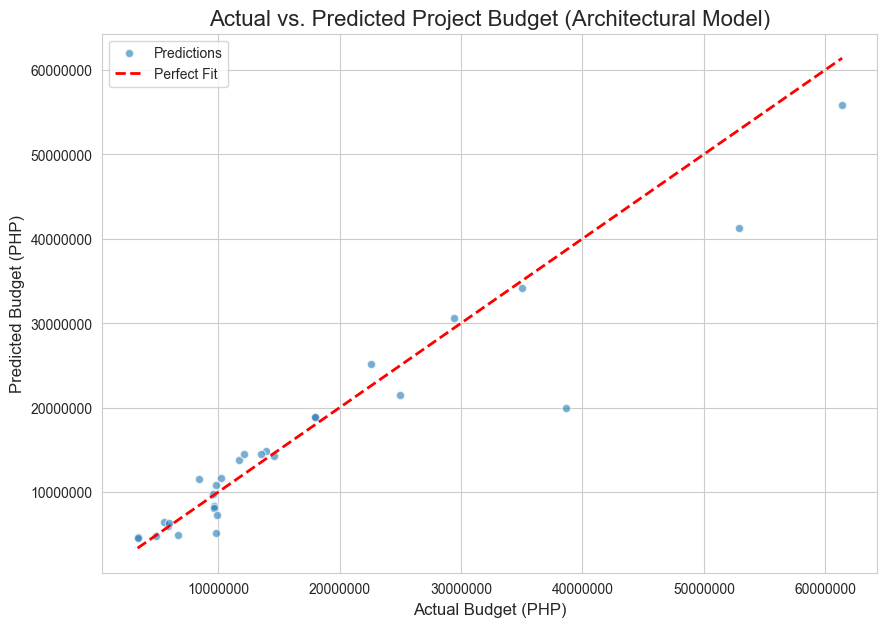 Actual vs. Predicted Project Budget (Architectural Model)
Predictions
Perfect Fit
Predicted Budget (PHP)
60000000
50000000
40000000
30000000
20000000
10000000
10000000 20000000 30000000 40000000 50000000 60000000
Actual Budget (PHP)